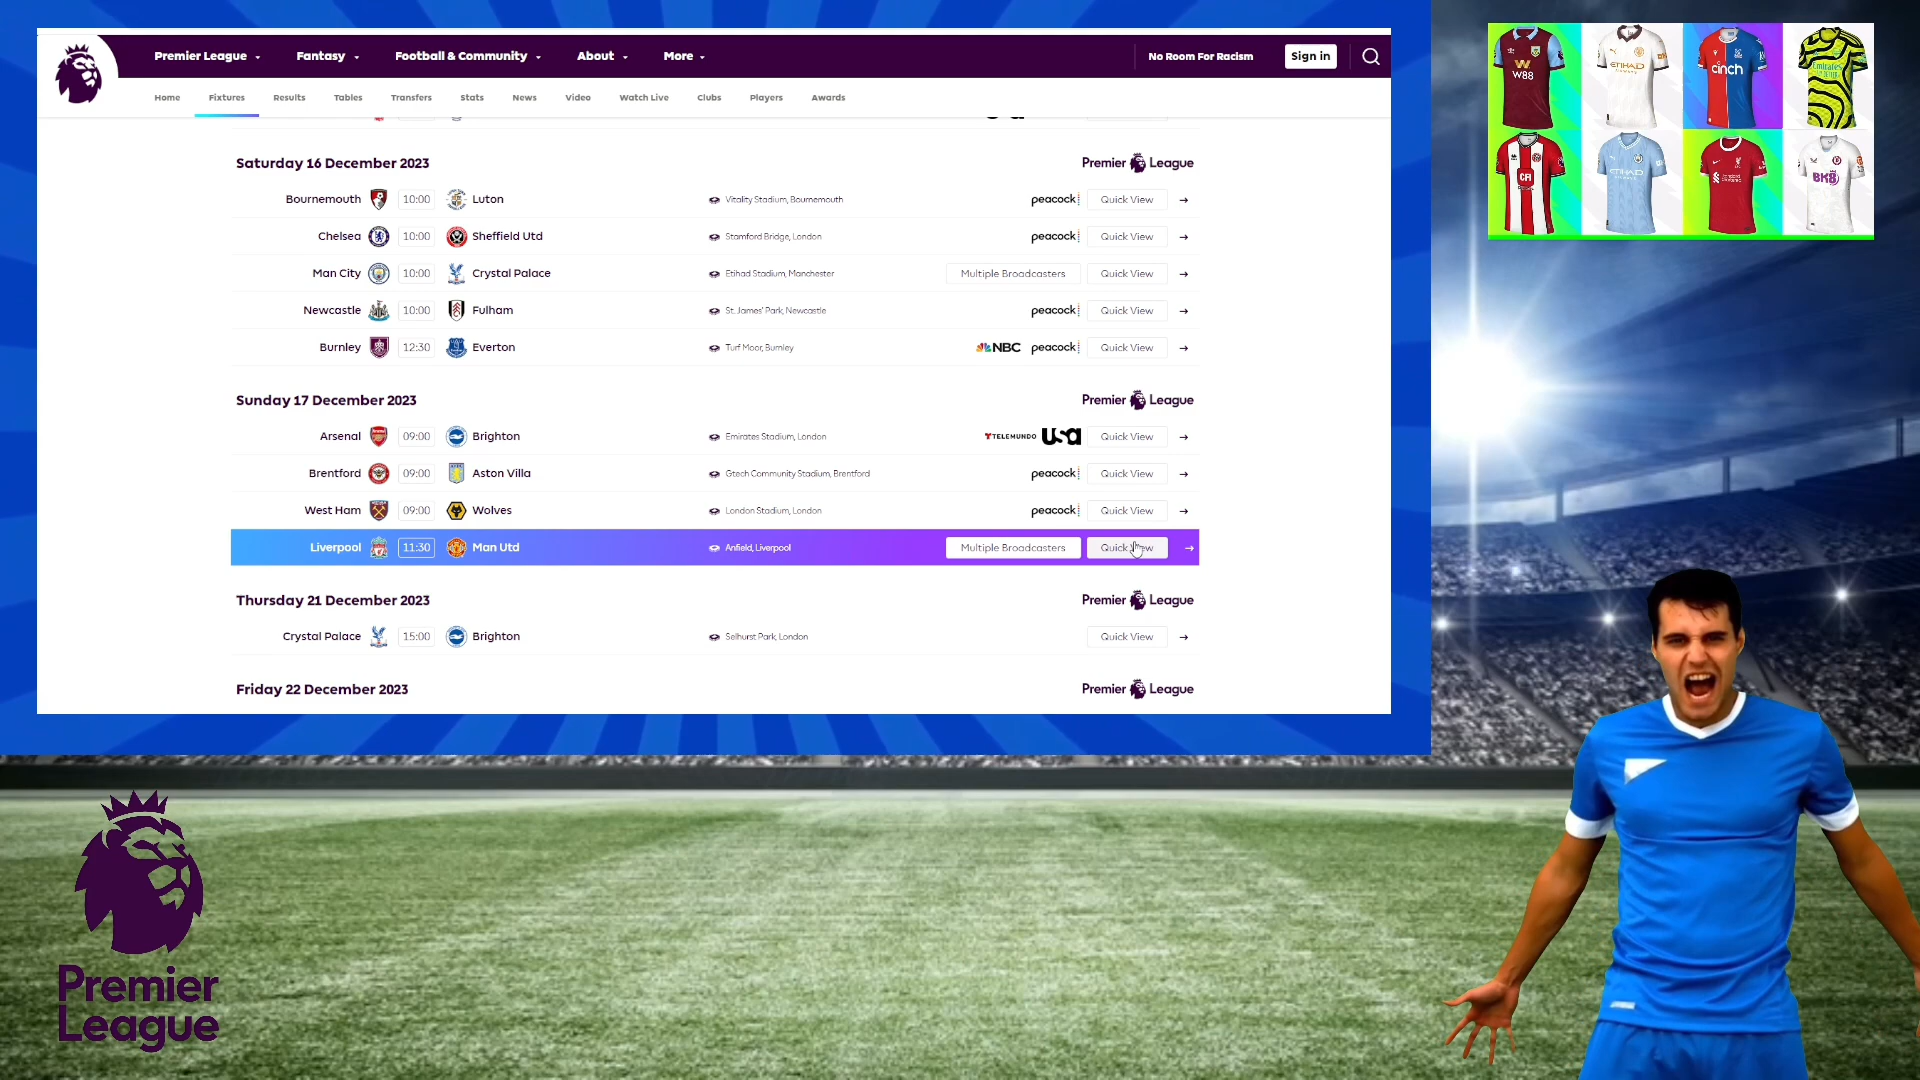 Premier League Fantasy Football & Community About More No Room For Racism Sign in
Home Fixtures Results Tables Transfers Stats News Video Watch Live Clubs Players Awards
Saturday 16 December 2023 Premier League
Bournemouth 10:00 Luton Vitality Stadium, Bournemouth peacock Quick View →
Chelsea 10:00 Sheffield Utd Stamford Bridge, London peacock Quick View →
Man City 10:00 Crystal Palace Etihad Stadium, Manchester Multiple Broadcasters Quick View →
Newcastle 10:00 Fulham St. James' Park, Newcastle peacock Quick View →
Burnley 12:30 Everton Turf Moor, Burnley NBC peacock Quick View →
Sunday 17 December 2023 Premier League
Arsenal 09:00 Brighton Emirates Stadium, London TELEMUNDO usa Quick View →
Brentford 09:00 Aston Villa Gtech Community Stadium, Brentford peacock Quick View →
West Ham 09:00 Wolves London Stadium, London peacock Quick View →
Liverpool 11:30 Man Utd Anfield, Liverpool Multiple Broadcasters Quick View →
Thursday 21 December 2023 Premier League
Crystal Palace 15:00 Brighton Selhurst Park, London Quick View →
Friday 22 December 2023 Premier League
W88 ETIHAD cinch Emirates
ETIHAD BK8
Premier
League